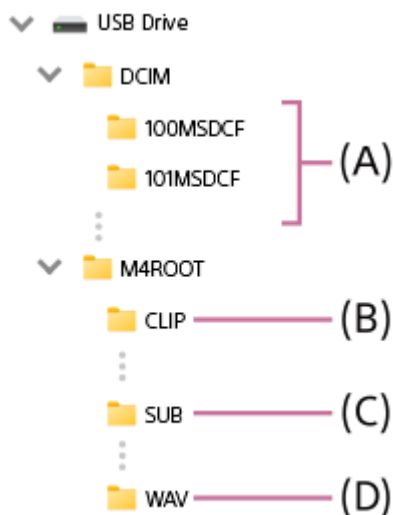 USB Drive
DCIM
100MSDCF
(A)
101MSDCF
M4ROOT
CLIP (B)
SUB (C)
WAV (D)